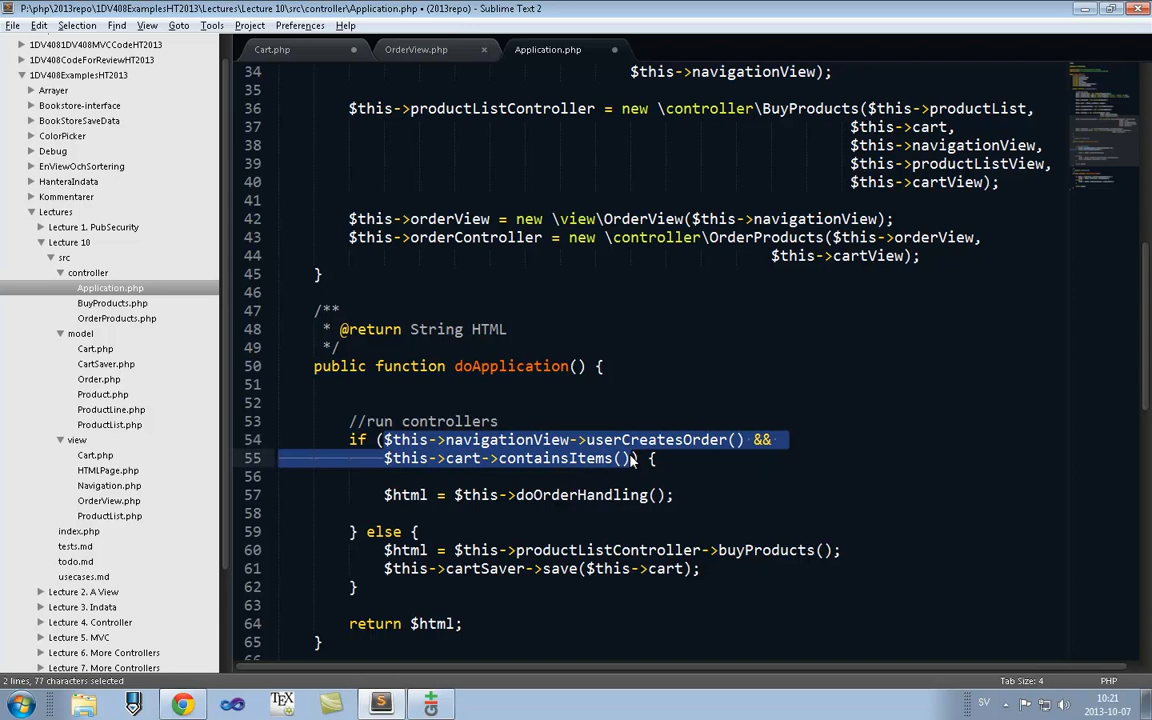 P:\php\2013repo\1DV408ExamplesHT2013\Lectures\Lecture 10\src\controller\Application.php • (2013repo) - Sublime Text 2
File Edit Selection Find View Goto Tools Project Preferences Help
1DV4081DV408MVCCodeHT2013
1DV408CodeForReviewHT2013
1DV408ExamplesHT2013
Arrayer
Bookstore-interface
BookStoreSaveData
ColorPicker
Debug
EnViewOchSortering
HanteraIndata
Kommentarer
Lectures
Lecture 1. PubSecurity
Lecture 10
src
controller
Application.php
BuyProducts.php
OrderProducts.php
model
Cart.php
CartSaver.php
Order.php
Product.php
ProductLine.php
ProductList.php
view
Cart.php
HTMLPage.php
Navigation.php
OrderView.php
ProductList.php
index.php
tests.md
todo.md
usecases.md
Lecture 2. A View
Lecture 3. Indata
Lecture 4. Controller
Lecture 5. MVC
Lecture 6. More Controllers
Lecture 7. More Controllers
Cart.php OrderView.php Application.php
34 $this->navigationView);
35
36 $this->productListController = new \controller\BuyProducts($this->productList,
37 $this->cart,
38 $this->navigationView,
39 $this->productListView,
40 $this->cartView);
41
42 $this->orderView = new \view\OrderView($this->navigationView);
43 $this->orderController = new \controller\OrderProducts($this->orderView,
44 $this->cartView);
45 }
46
47 /**
48 * @return String HTML
49 */
50 public function doApplication() {
51
52
53 //run controllers
54 if ($this->navigationView->userCreatesOrder() &&
55 $this->cart->containsItems()) {
56
57 $html = $this->doOrderHandling();
58
59 } else {
60 $html = $this->productListController->buyProducts();
61 $this->cartSaver->save($this->cart);
62 }
63
64 return $html;
65 }
66
2 lines, 77 characters selected
Tab Size: 4 PHP
SV
10:21
2013-10-07